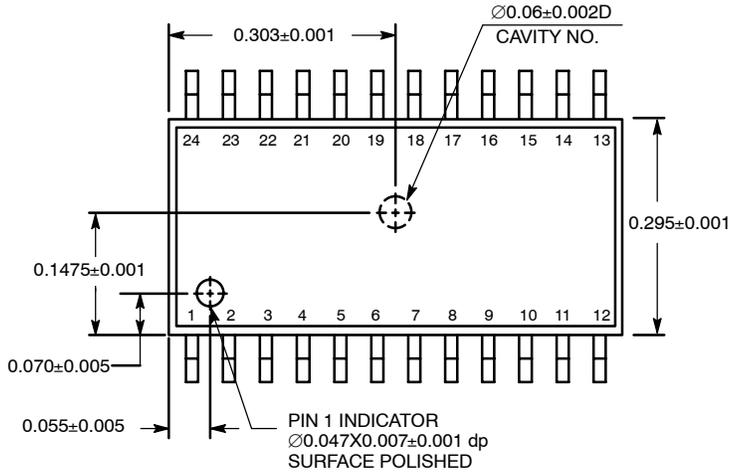 ∅0.06±0.002D
0.303±0.001
CAVITY NO.
24 23 22 21 20 19 18 17 16 15 14 13
0.295±0.001
0.1475±0.001
1 2 3 4 5 6 7 8 9 10 11 12
0.070±0.005
0.055±0.005
PIN 1 INDICATOR
∅0.047X0.007±0.001 dp
SURFACE POLISHED